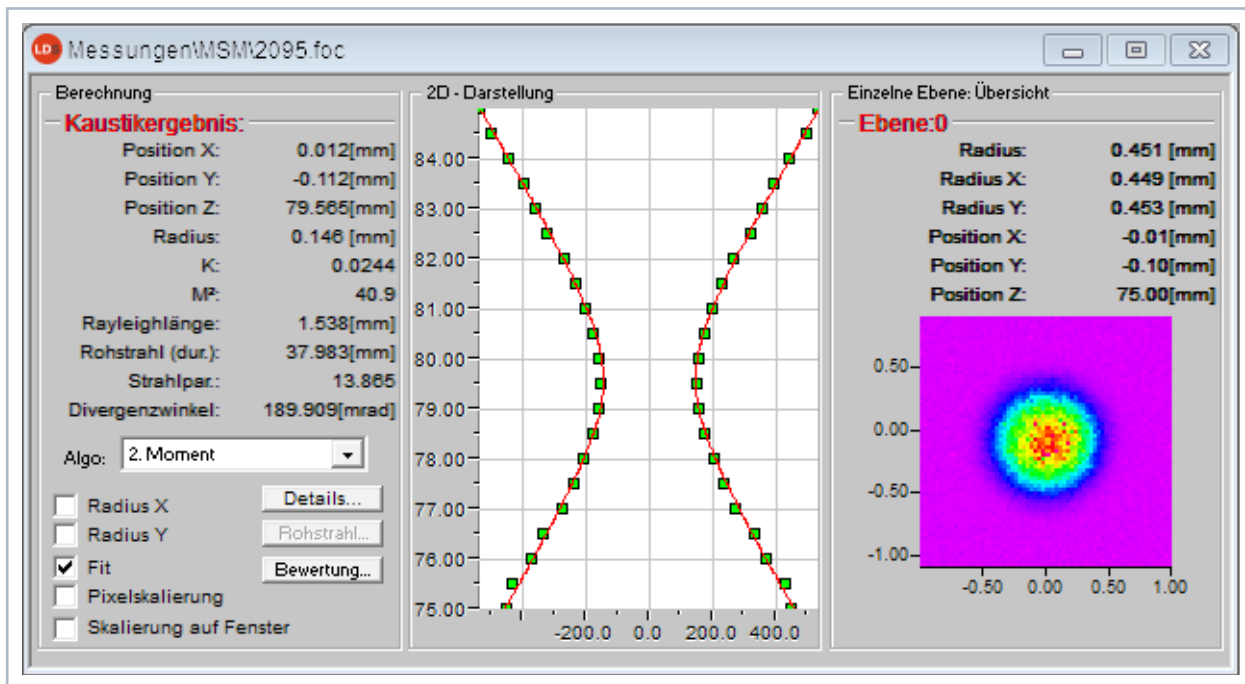 LDS Messungen\MSM\2095.foc
Berechnung
Kaustikergebnis:
Position X: 0.012[mm]
Position Y: -0.112[mm]
Position Z: 79.565[mm]
Radius: 0.146 [mm]
K: 0.0244
M²: 40.9
Rayleighlänge: 1.538[mm]
Rohstrahl (dur.): 37.983[mm]
Strahlpar.: 13.865
Divergenzwinkel: 189.909[mrad]
Algo: 2. Moment
Radius X
Details...
Radius Y
Rohstrahl...
Fit
Bewertung...
Pixelskalierung
Skalierung auf Fenster
2D - Darstellung
84.00
83.00
82.00
81.00
80.00
79.00
78.00
77.00
76.00
75.00
-200.0 0.0 200.0 400.0
Einzelne Ebene: Übersicht
Ebene:0
Radius: 0.451 [mm]
Radius X: 0.449 [mm]
Radius Y: 0.453 [mm]
Position X: -0.01[mm]
Position Y: -0.10[mm]
Position Z: 75.00[mm]
0.50
0.00
-0.50
-1.00
-0.50 0.00 0.50 1.00